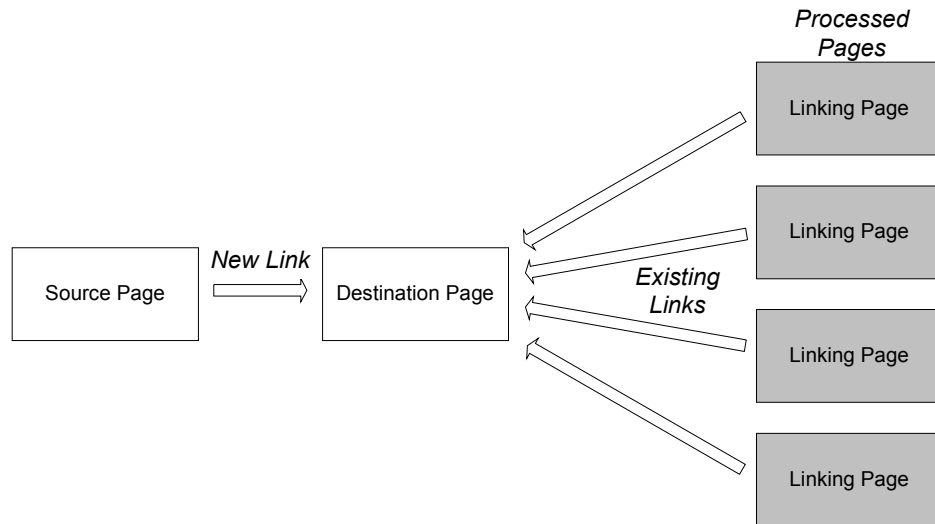 Processed
Pages
Linking Page
Linking Page
New Link
Source Page
Destination Page
Existing
Links
Linking Page
Linking Page